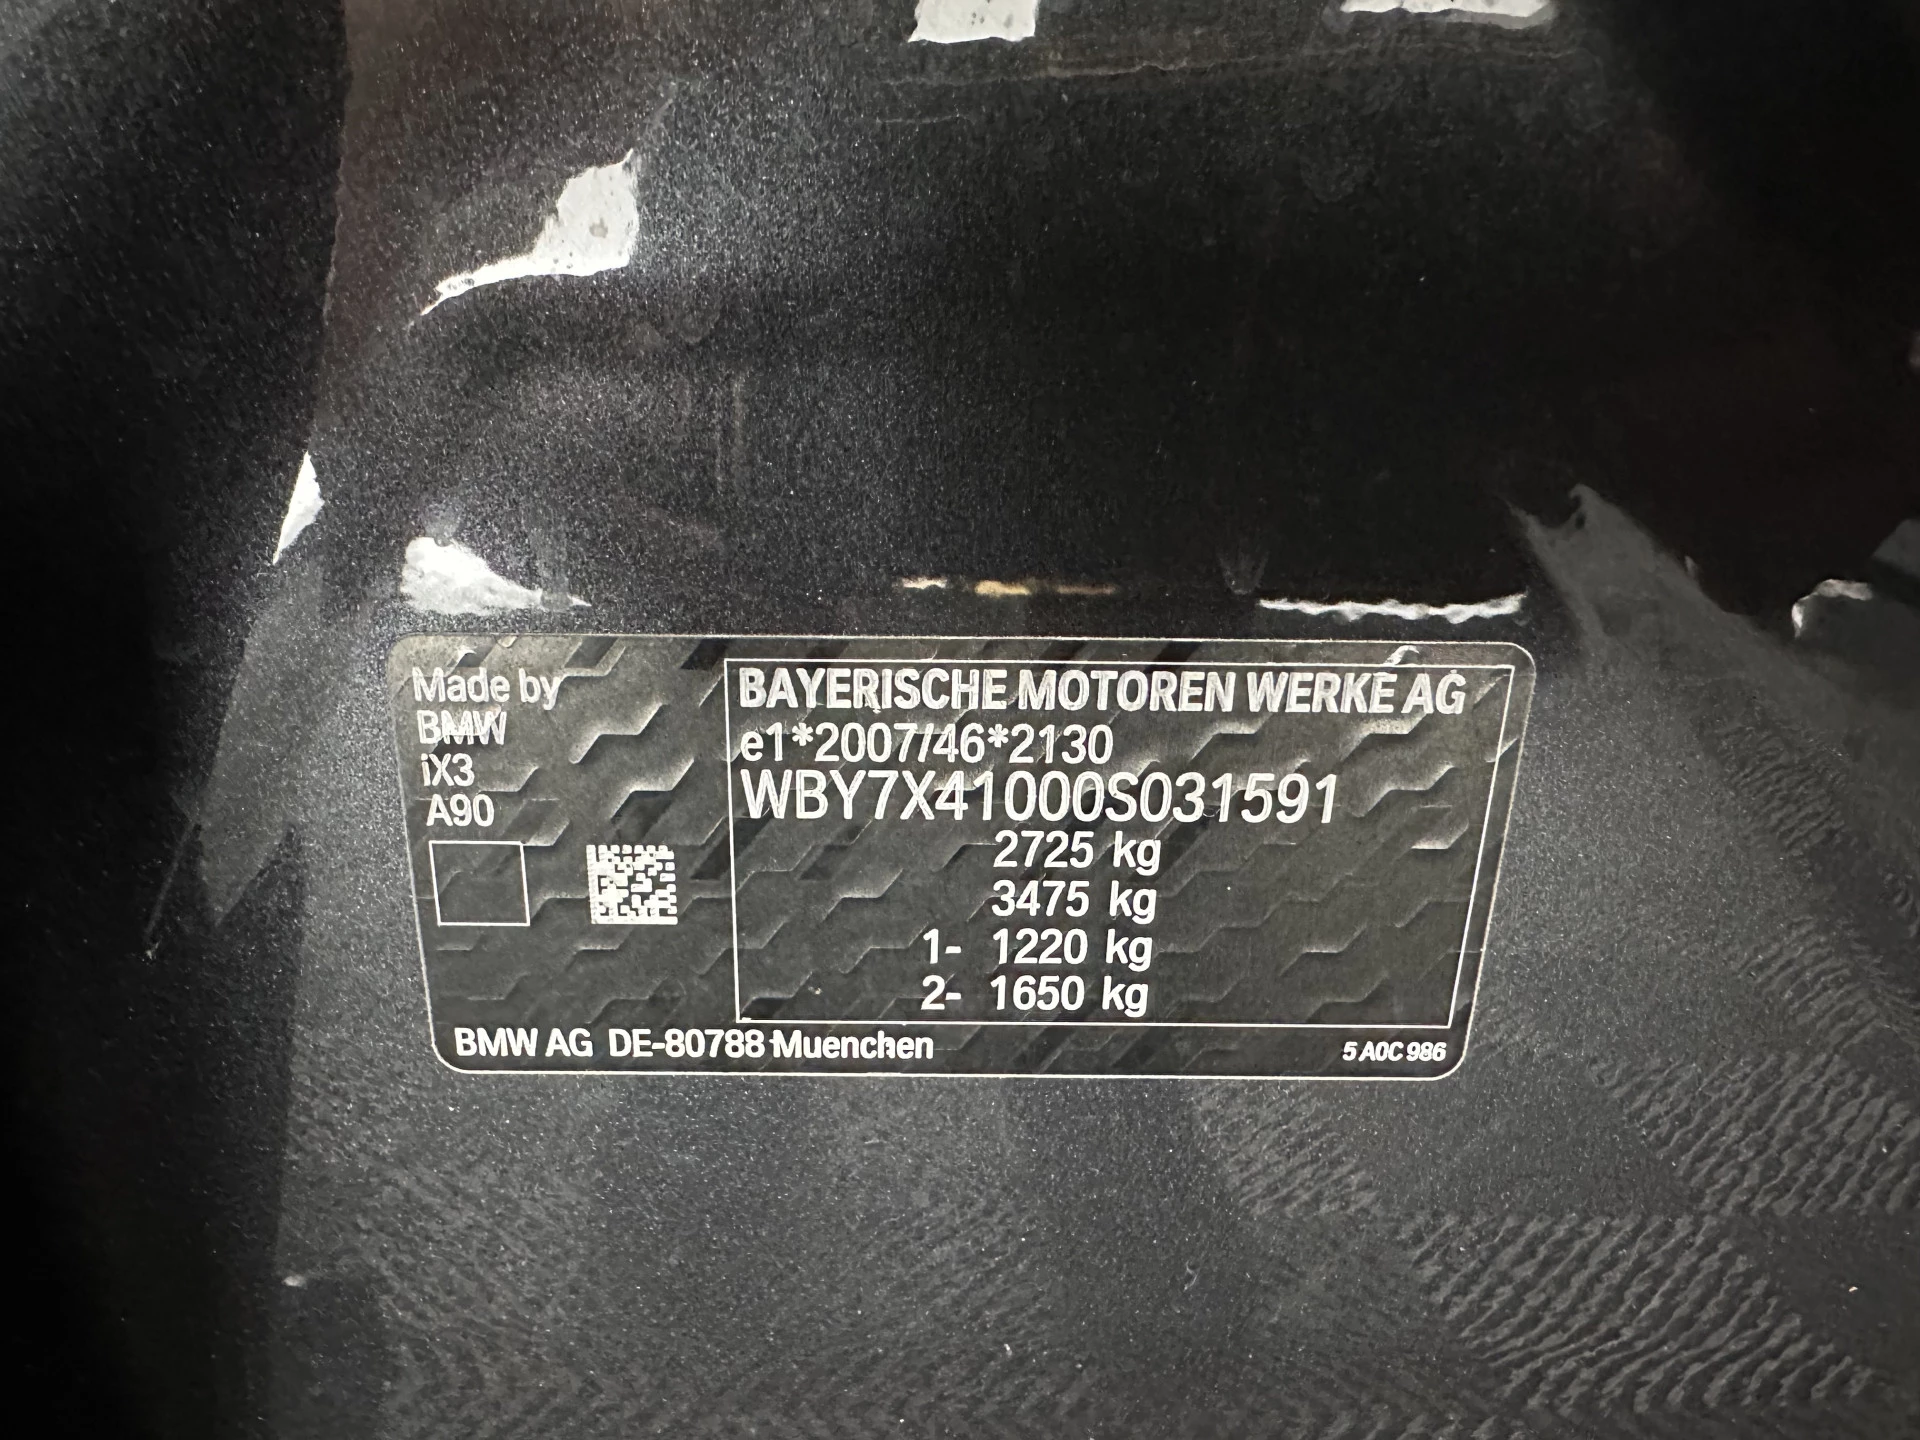 Made by
BMW
iX3
A90
BAYERISCHE MOTOREN WERKE AG
e1*2007/46*2130
WBY7X41000S031591
2725 kg
3475 kg
1- 1220 kg
2- 1650 kg
BMW AG DE-80788 Muenchen
5 A0C 986